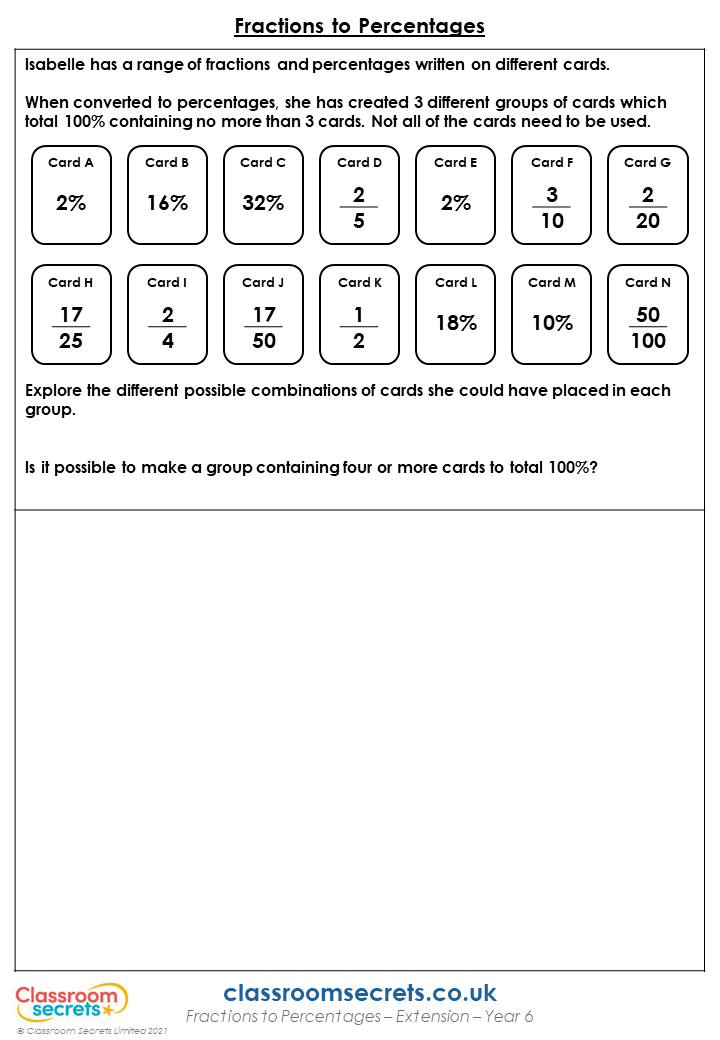 Fractions to Percentages
Isabelle has a range of fractions and percentages written on different cards.
When converted to percentages, she has created 3 different groups of cards which
total 100% containing no more than 3 cards. Not all of the cards need to be used.
Card A Card B Card C Card D Card E Card F Card G
2% 16% 32% 2/5 2% 3/10 2/20
Card H Card I Card J Card K Card L Card M Card N
17/25 2/4 17/50 1/2 18% 10% 50/100
Explore the different possible combinations of cards she could have placed in each
group.
Is it possible to make a group containing four or more cards to total 100%?
Classroom
secrets
© Classroom Secrets Limited 2021
classroomsecrets.co.uk
Fractions to Percentages – Extension – Year 6